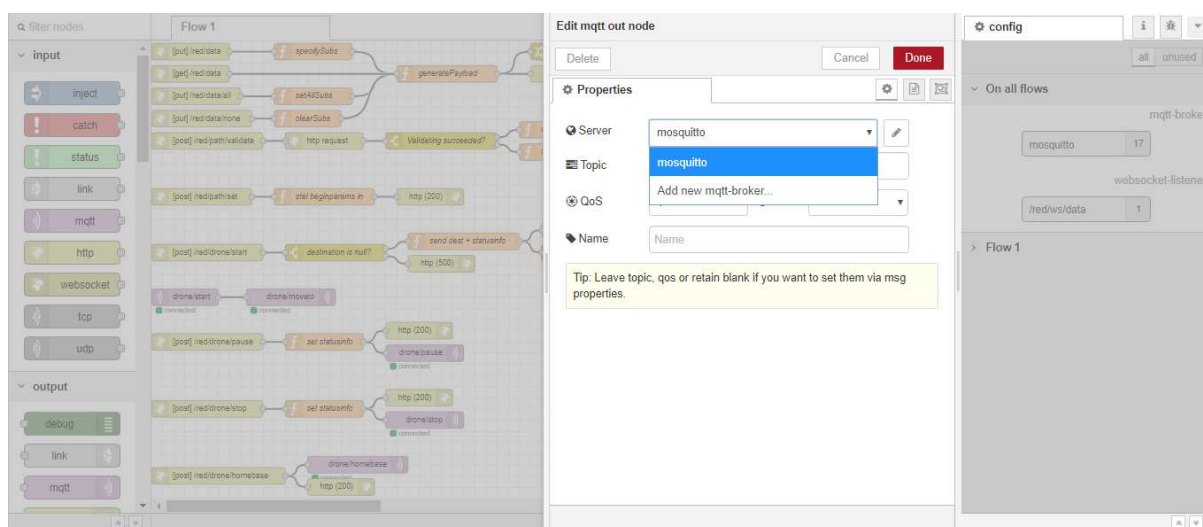 filter nodes
input
inject
catch
status
link
mqtt
http
websocket
tcp
udp
output
debug
link
mqtt
Flow 1
[put] /red/data
specifySubs
[get] /red/data
generatePayload
[put] /red/data/all
setAllSubs
[put] /red/data/none
clearSubs
[post] /red/path/validate
http request
Validating succeeded?
[post] /red/path/set
stel beginparams in
http (200)
[post] /red/drone/start
destination is null?
send dest + statusinfo
http (500)
drone/start
drone/moveto
connected
connected
[post] /red/drone/pause
set statusinfo
http (200)
drone/pause
connected
[post] /red/drone/stop
set statusinfo
http (200)
drone/stop
connected
[post] /red/drone/homebase
drone/homebase
http (200)
Edit mqtt out node
Delete
Cancel
Done
Properties
Server
mosquitto
mosquitto
Add new mqtt-broker...
Topic
QoS
Name
Name
Tip: Leave topic, qos or retain blank if you want to set them via msg
properties.
config
i
all
unused
On all flows
mqtt-broke
mosquitto
17
websocket-listene
/red/ws/data
1
Flow 1